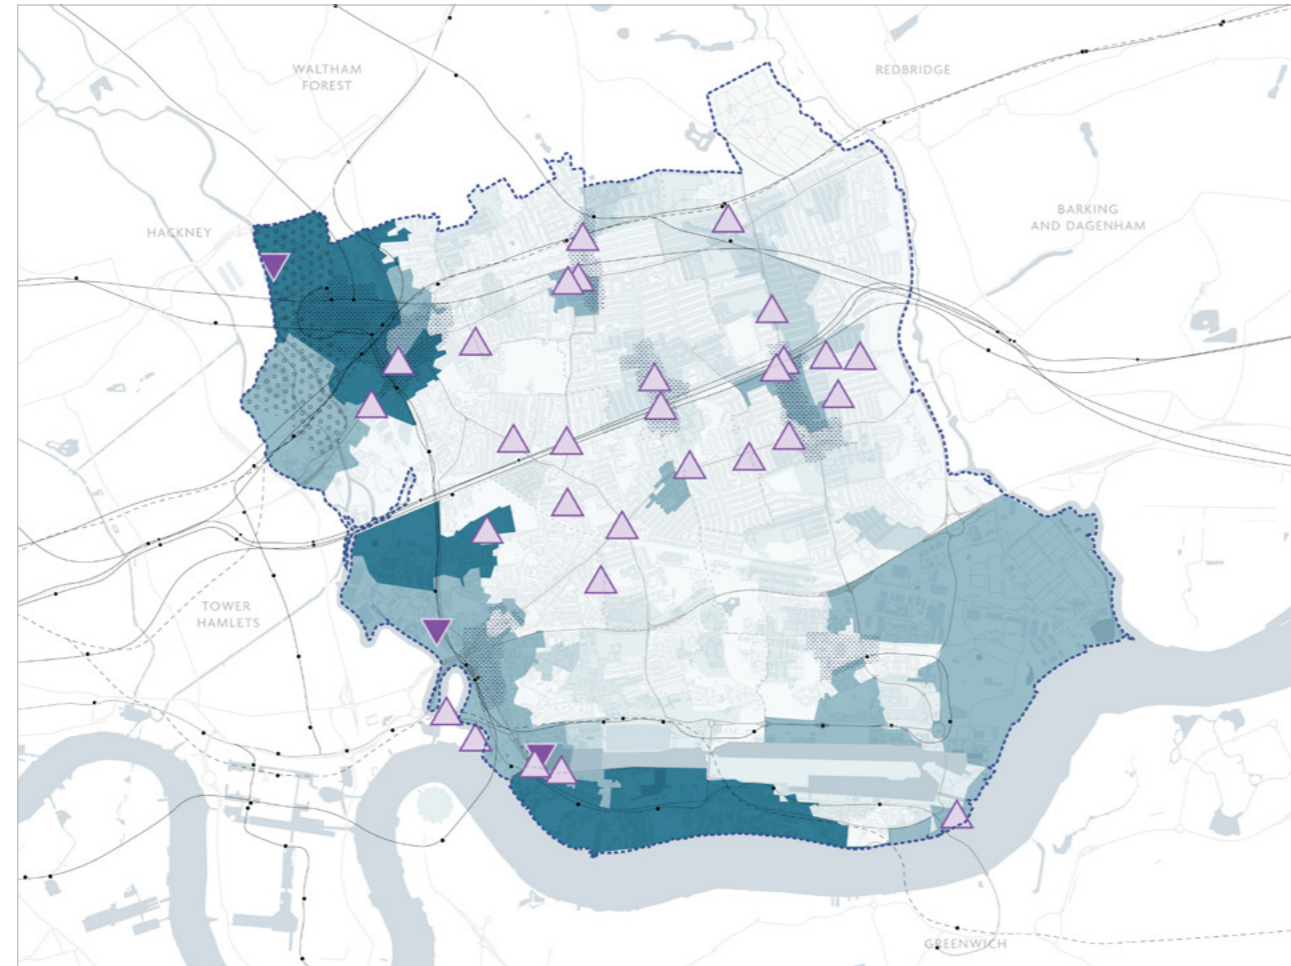 WALTHAM
FOREST
REDBRIDGE
HACKNEY
BARKING
AND DAGENHAM
TOWER
HAMLETS
GREENWICH